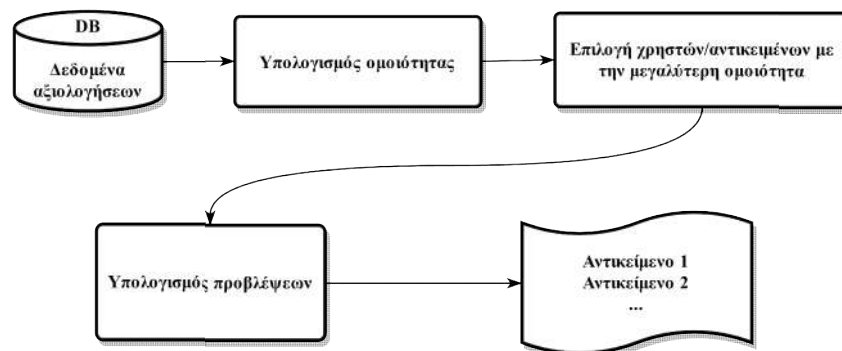 DB
Δεδομένα
αξιολογήσεων
Υπολογισμός ομοιότητας
Επιλογή χρηστών/αντικειμένων με
την μεγαλύτερη ομοιότητα
Υπολογισμός προβλέψεων
Αντικείμενο 1
Αντικείμενο 2
...